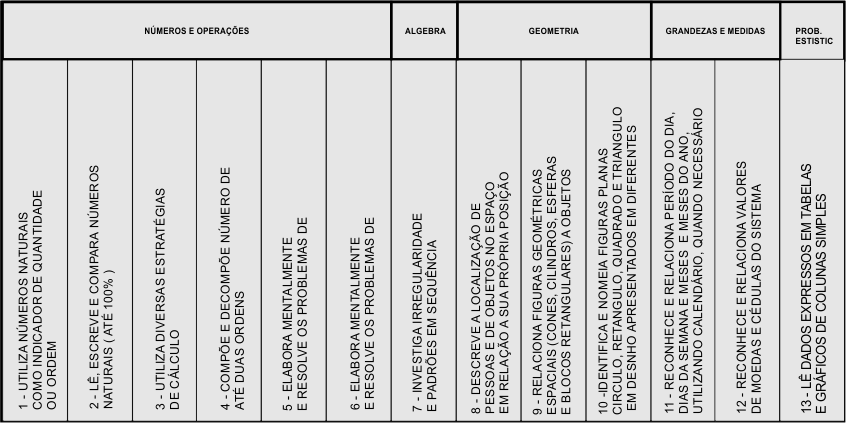 NÚMEROS E OPERAÇÕES
ALGEBRA
GEOMETRIA
GRANDEZAS E MEDIDAS
PROB.
ESTISTIC
1 - UTILIZA NÚMEROS NATURAIS
COMO INDICADOR DE QUANTIDADE
OU ORDEM
2 - LÊ, ESCREVE E COMPARA NÚMEROS
NATURAIS ( ATÉ 100% )
3 - UTILIZA DIVERSAS ESTRATÉGIAS
DE CÁLCULO
4 - COMPÕE E DECOMPÕE NÚMERO DE
ATÉ DUAS ORDENS
5 - ELABORA MENTALMENTE
E RESOLVE OS PROBLEMAS DE
6 - ELABORA MENTALMENTE
E RESOLVE OS PROBLEMAS DE
7 - INVESTIGA IRREGULARIDADE
E PADRÕES EM SEQUÊNCIA
8 - DESCREVE A LOCALIZAÇÃO DE
PESSOAS E DE OBJETOS NO ESPAÇO
EM RELAÇÃO A SUA PRÓPRIA POSIÇÃO
9 - RELACIONA FIGURAS GEOMÉTRICAS
ESPACIAIS (CONES, CILINDROS, ESFERAS
E BLOCOS RETANGULARES) A OBJETOS
10 -IDENTIFICA E NOMEIA FIGURAS PLANAS
CIRCULO, RETANGULO, QUADRADO E TRIANGULO
EM DESNHO APRESENTADOS EM DIFERENTES
11 - RECONHECE E RELACIONA PERÍODO DO DIA,
DIAS DA SEMANA E MESES E MESES DO ANO,
UTILIZANDO CALENDÁRIO, QUANDO NECESSÁRIO
12 - RECONHECE E RELACIONA VALORES
DE MOEDAS E CÉDULAS DO SISTEMA
13 - LÊ DADOS EXPRESSOS EM TABELAS
E GRÁFICOS DE COLUNAS SIMPLES